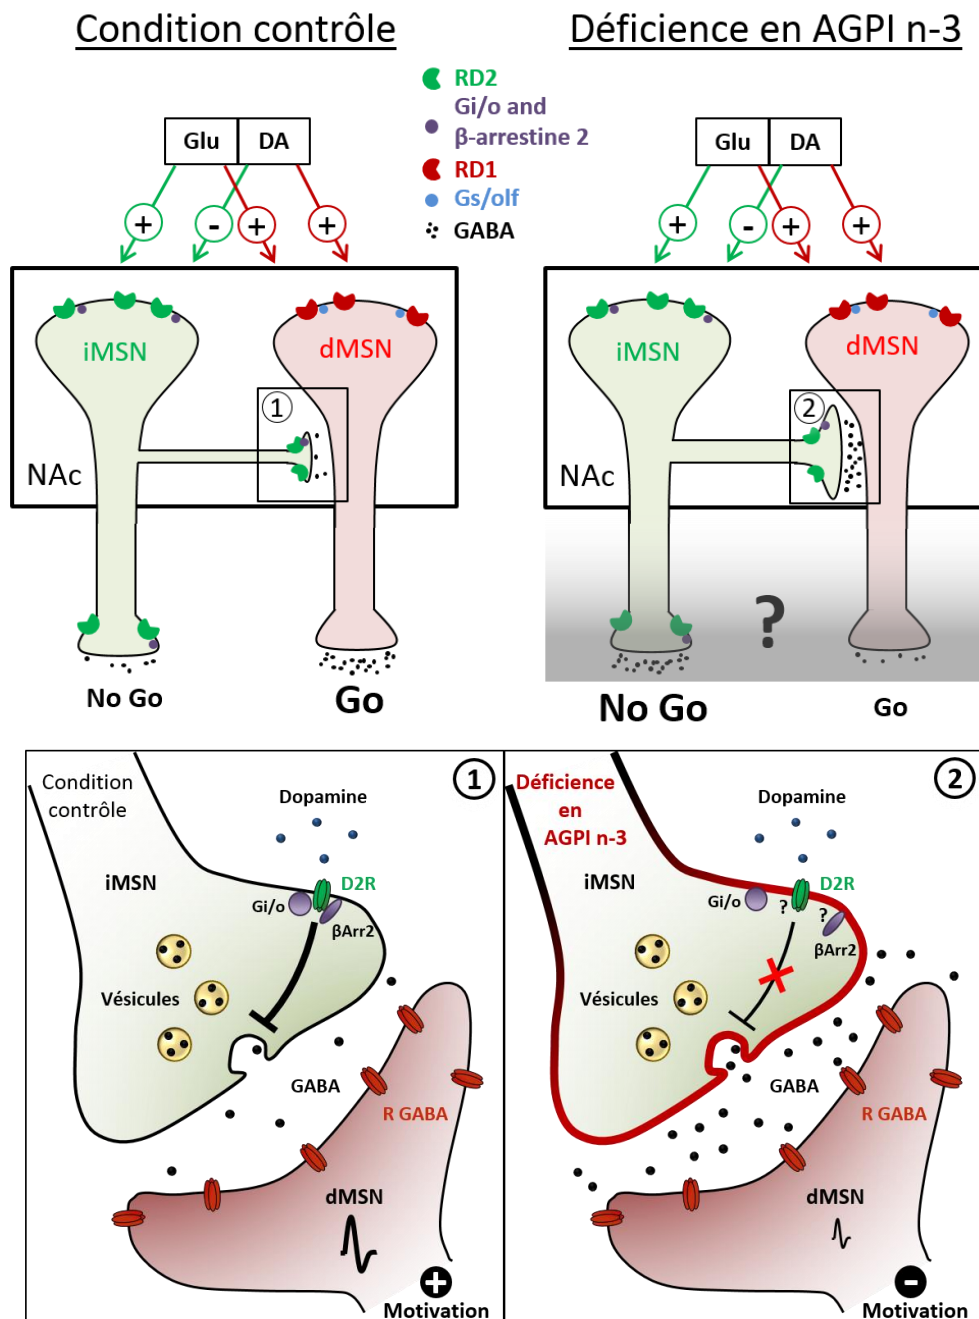 Condition contrôle
Déficience en AGPI n-3
RD2
Gi/o and
β-arrestine 2
RD1
Gs/olf
GABA
Glu DA
+ - + +
iMSN
dMSN
1
NAc
No Go
Go
Glu DA
+ - + +
iMSN
dMSN
2
NAc
?
No Go
Go
Condition
contrôle
1
Dopamine
iMSN
D2R
Gi/o
βArr2
Vésicules
GABA
R GABA
dMSN
+
Motivation
Déficience
en
AGPI n-3
2
Dopamine
iMSN
D2R
Gi/o
? ?
βArr2
Vésicules
GABA
R GABA
dMSN
-
Motivation